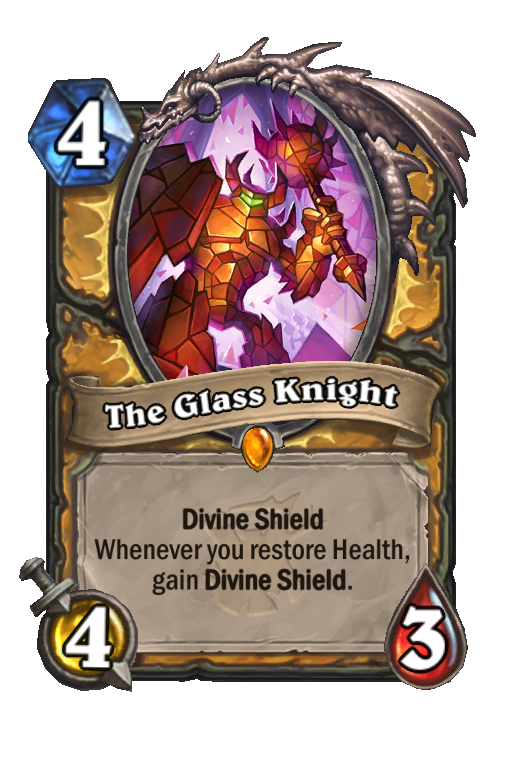 4
The Glass Knight
Divine Shield
Whenever you restore Health,
gain Divine Shield.
4
3